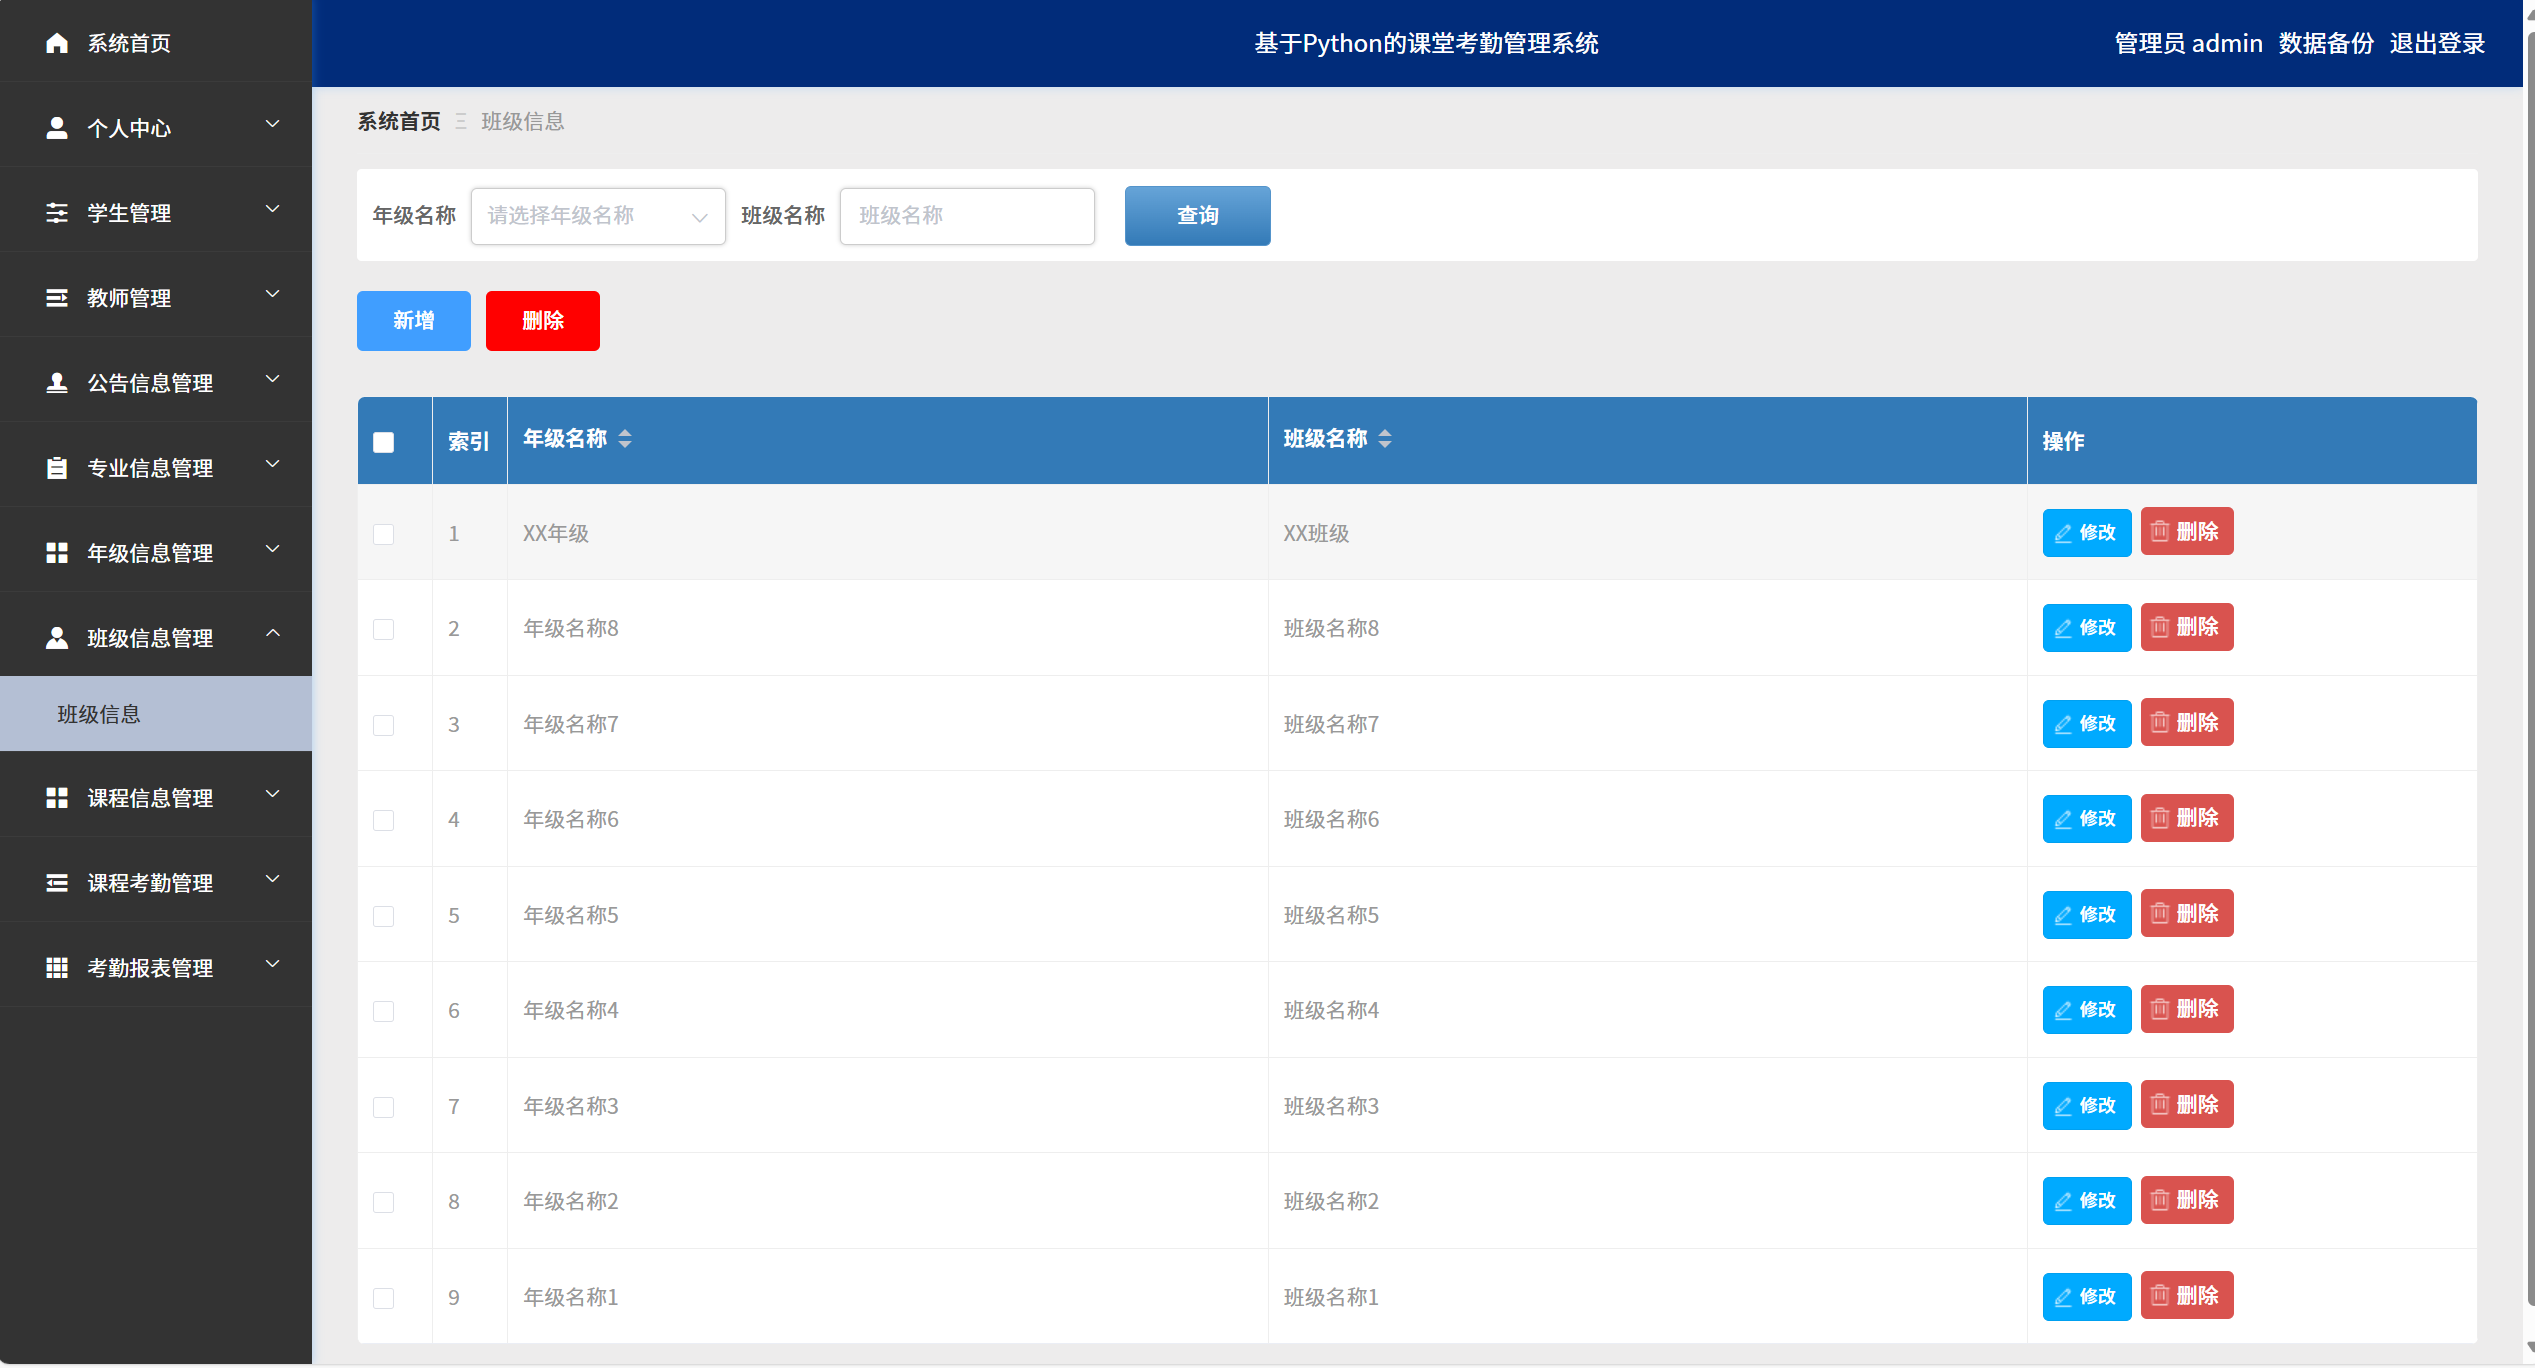 系统首页
个人中心
学生管理
教师管理
公告信息管理
专业信息管理
年级信息管理
班级信息管理
班级信息
课程信息管理
课程考勤管理
考勤报表管理
基于Python的课堂考勤管理系统
管理员 admin 数据备份 退出登录
系统首页 班级信息
年级名称 请选择年级名称 班级名称 班级名称 查询
新增 删除
索引 年级名称 班级名称 操作
1 XX年级 XX班级 修改 删除
2 年级名称8 班级名称8 修改 删除
3 年级名称7 班级名称7 修改 删除
4 年级名称6 班级名称6 修改 删除
5 年级名称5 班级名称5 修改 删除
6 年级名称4 班级名称4 修改 删除
7 年级名称3 班级名称3 修改 删除
8 年级名称2 班级名称2 修改 删除
9 年级名称1 班级名称1 修改 删除